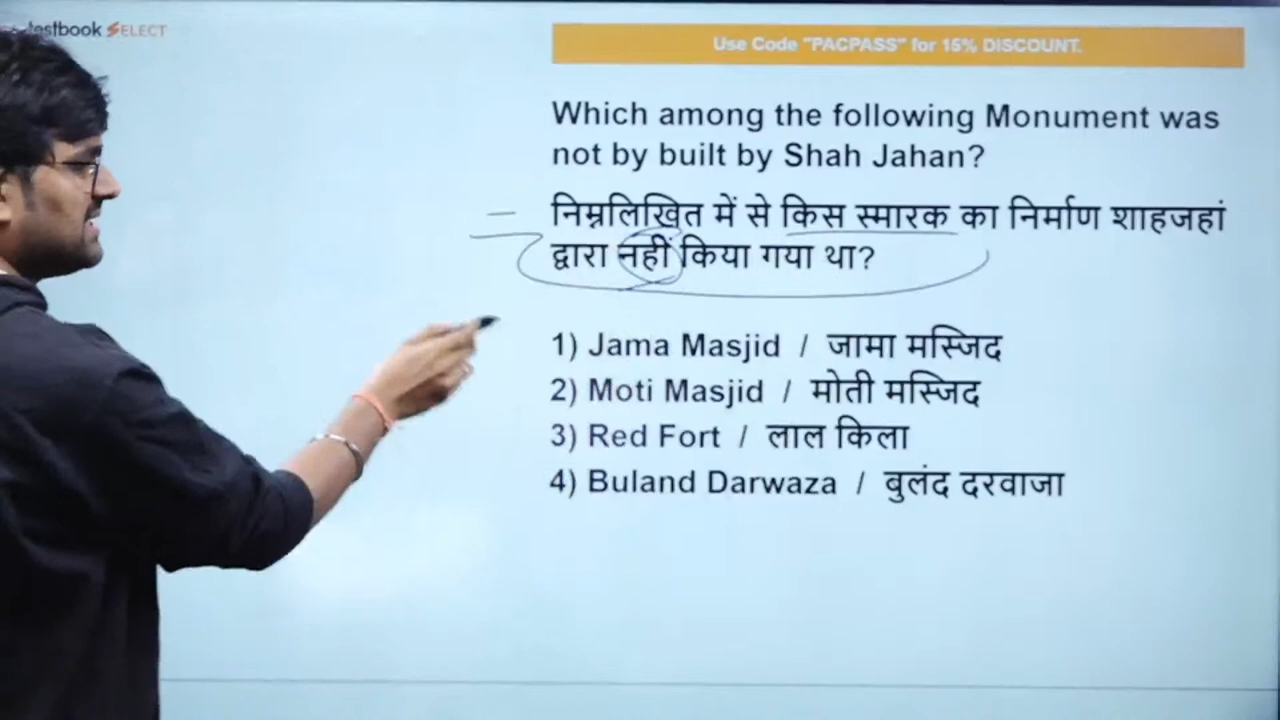 testbook SELECT
Use Code "PACPASS" for 15% DISCOUNT.
Which among the following Monument was
not by built by Shah Jahan?
निम्नलिखित में से किस स्मारक का निर्माण शाहजहां
द्वारा नहीं किया गया था?
1) Jama Masjid / जामा मस्जिद
2) Moti Masjid / मोती मस्जिद
3) Red Fort / लाल किला
4) Buland Darwaza / बुलंद दरवाजा